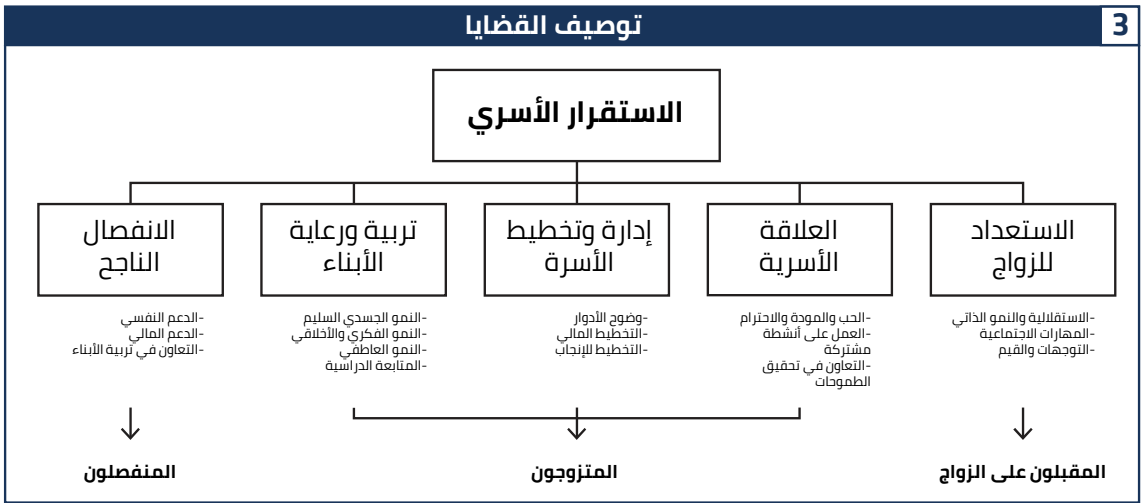 3
توصيف القضايا
الاستقرار الأسري
الاستعداد
للزواج
-الاستقلالية والنمو الذاتي
-المهارات الاجتماعية
-التوجهات والقيم
العلاقة
الأسرية
-الحب والمودة والاحترام
-العمل على أنشطة
مشتركة
-التعاون في تحقيق
الطموحات
إدارة وتخطيط
الأسرة
-وضوح الأدوار
-التخطيط المالي
-التخطيط للإنجاب
تربية ورعاية
الأبناء
-النمو الجسدي السليم
-النمو الفكري والأخلاقي
-النمو العاطفي
-المتابعة الدراسية
الانفصال
الناجح
-الدعم النفسي
-الدعم المالي
-التعاون في تربية الأبناء
المقبلون على الزواج
المتزوجون
المنفصلون